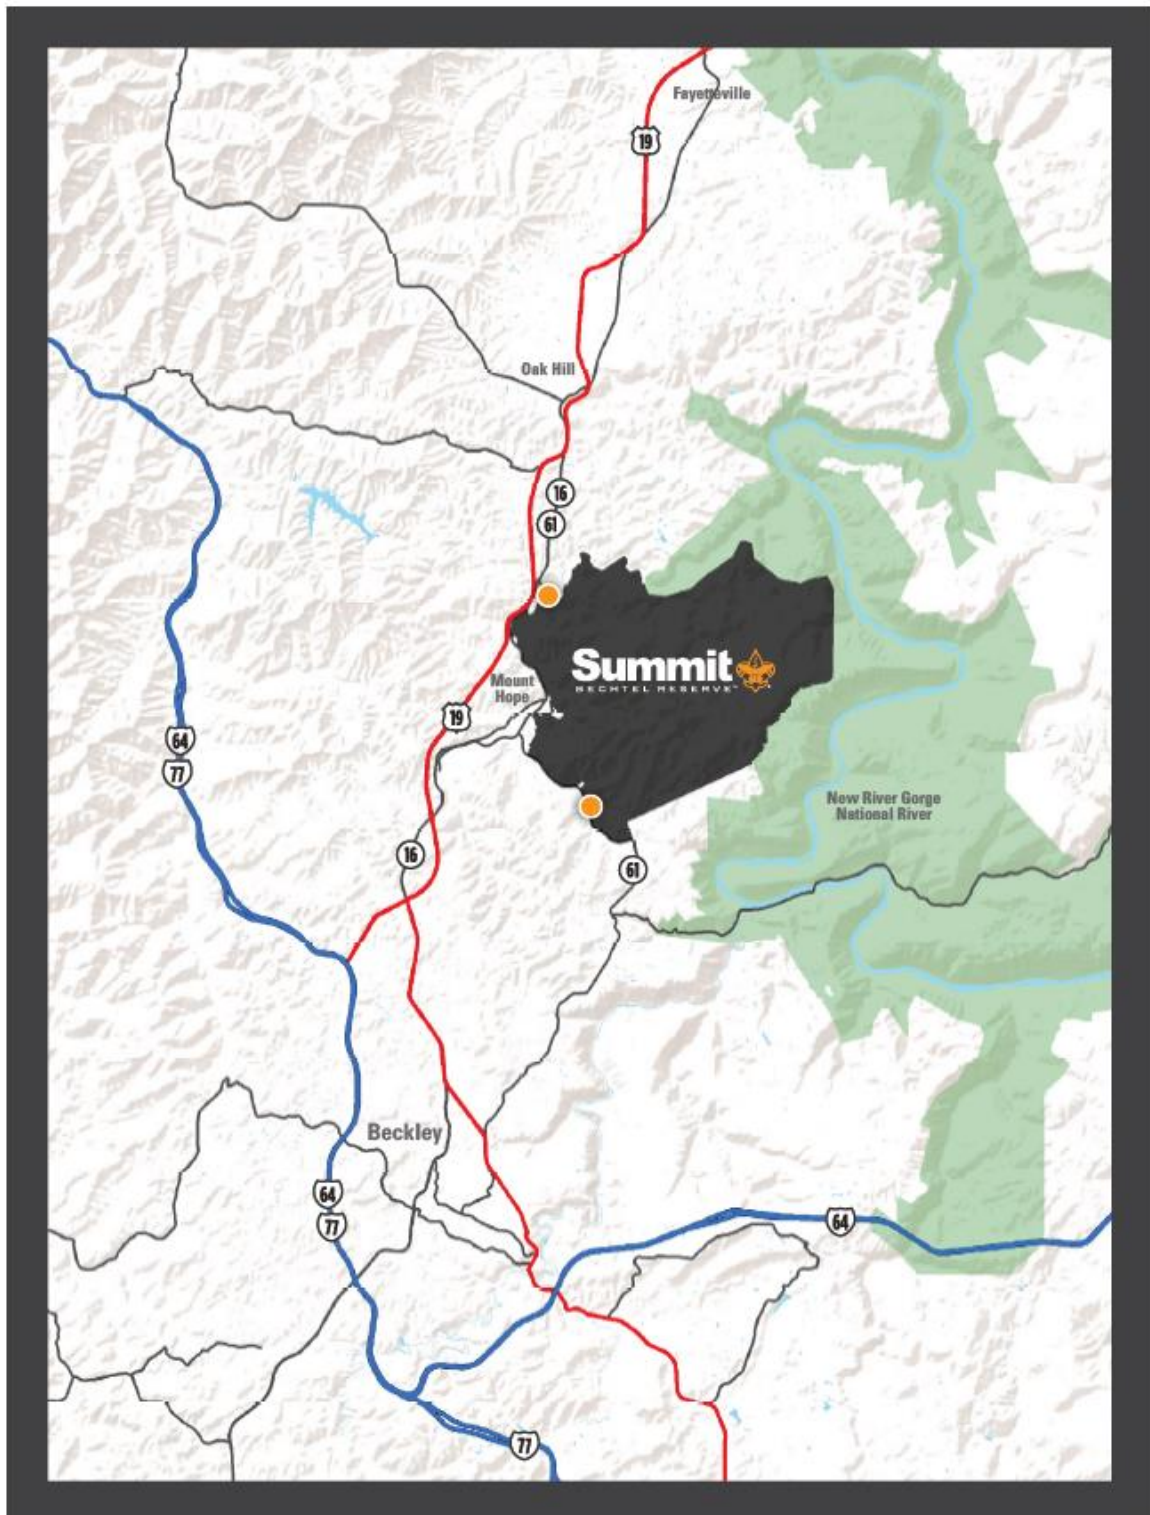 Fayetteville
19
Oak Hill
16
61
Summit
BECHTEL RESERVE™
Mount
Hope
19
64
77
New River Gorge
National River
16
61
Beckley
64
77
64
77